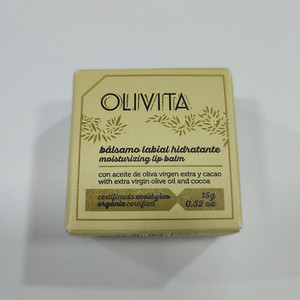 OLIVITA
bálsamo labial hidratante
moisturizing lip balm
con aceite de oliva virgen extra y cacao
with extra virgin olive oil and cocoa
certificado ecológico
organic certified
15g
0.52 oz